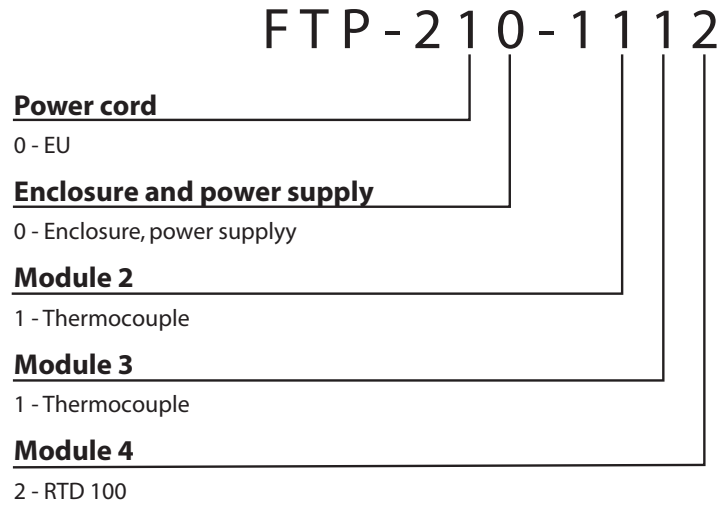 FTP-210-1112
Power cord
0 - EU
Enclosure and power supply
0 - Enclosure, power supplyy
Module 2
1 - Thermocouple
Module 3
1 - Thermocouple
Module 4
2 - RTD 100